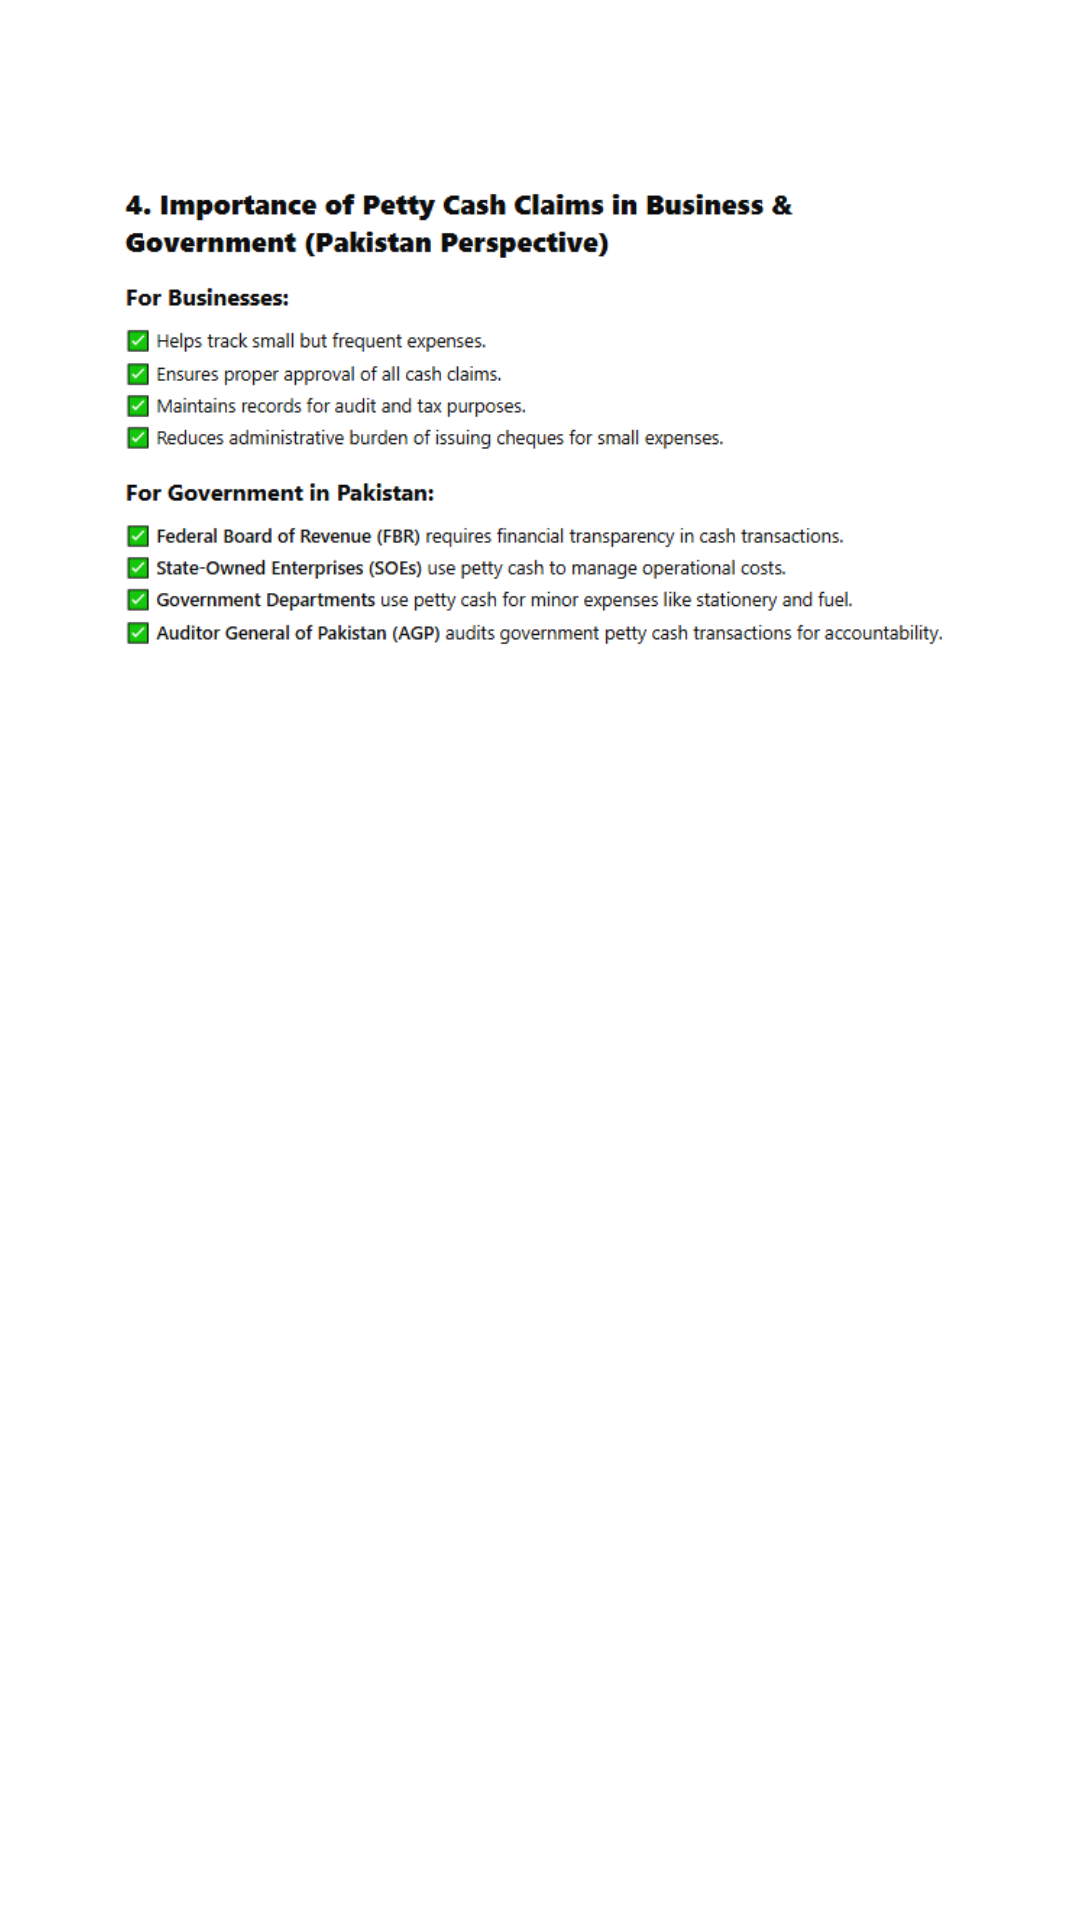 4. Importance of Petty Cash Claims in Business &
Government (Pakistan Perspective)
For Businesses:
✅ Helps track small but frequent expenses.
✅ Ensures proper approval of all cash claims.
✅ Maintains records for audit and tax purposes.
✅ Reduces administrative burden of issuing cheques for small expenses.
For Government in Pakistan:
✅ Federal Board of Revenue (FBR) requires financial transparency in cash transactions.
✅ State-Owned Enterprises (SOEs) use petty cash to manage operational costs.
✅ Government Departments use petty cash for minor expenses like stationery and fuel.
✅ Auditor General of Pakistan (AGP) audits government petty cash transactions for accountability.